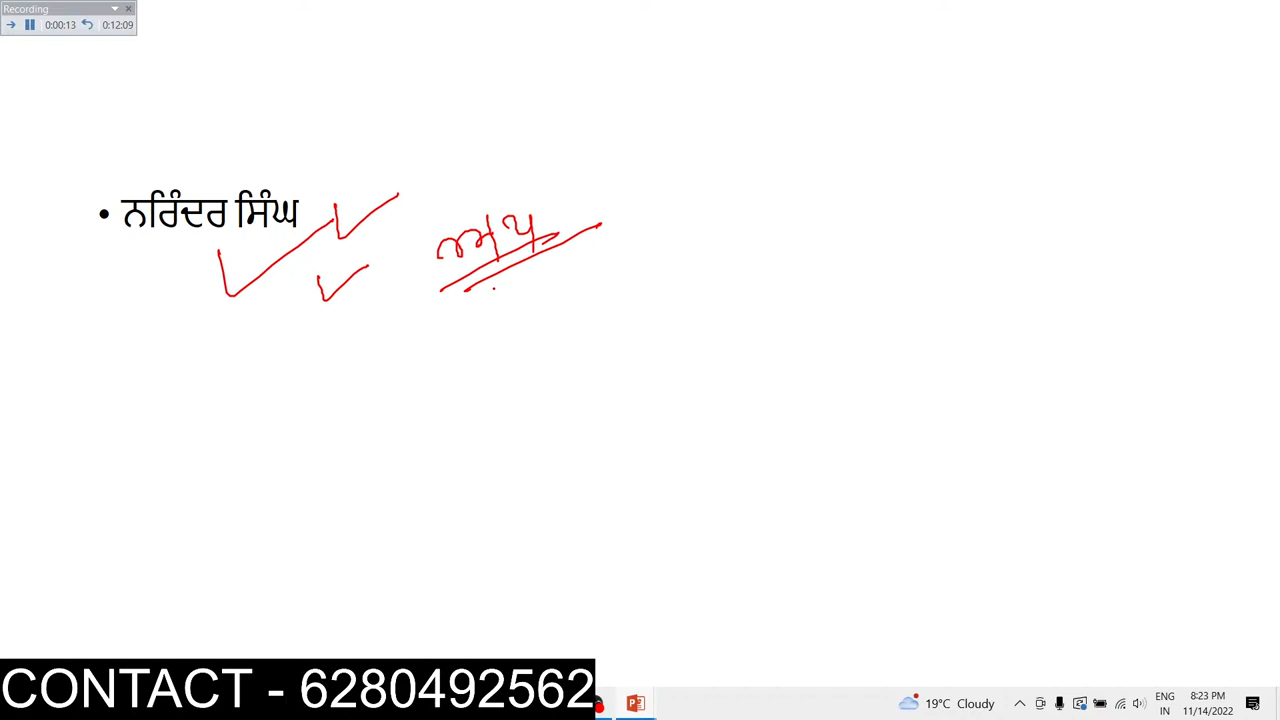 Recording
0:00:13 0:12:09
• ਨਰਿੰਦਰ ਸਿੰਘ
CONTACT - 6280492562
19°C Cloudy
ENG
IN
8:23 PM
11/14/2022